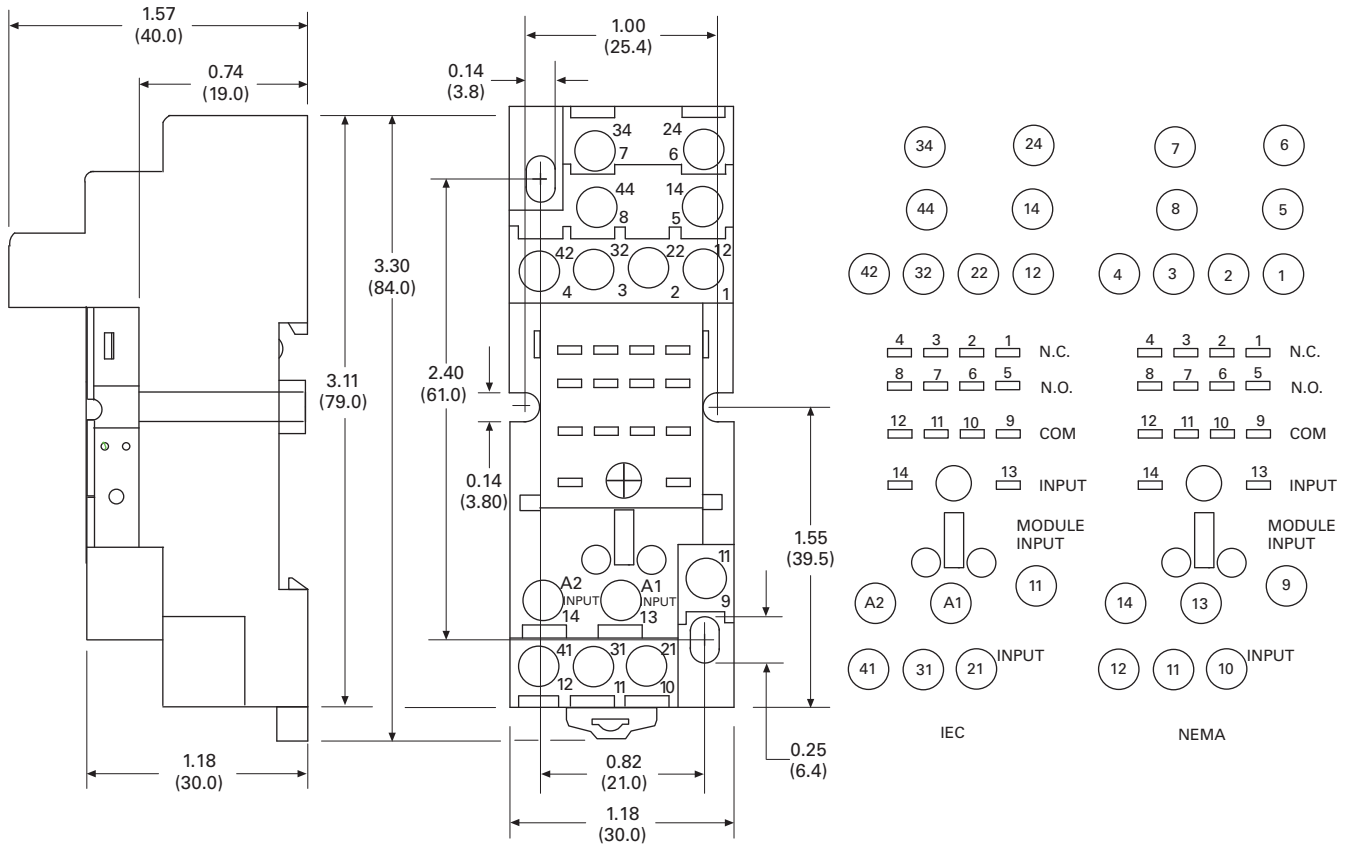 1.57
(40.0)
0.74
(19.0)
3.11
(79.0)
3.30
(84.0)
1.18
(30.0)
1.00
(25.4)
0.14
(3.8)
2.40
(61.0)
0.14
(3.80)
1.55
(39.5)
0.25
(6.4)
0.82
(21.0)
1.18
(30.0)
34 24
7 6
44 14
8 5
42 32 22 12
4 3 2 1
A2 A1 11
INPUT INPUT
14 13 9
41 31 21
12 11 10
34 24
44 14
42 32 22 12
4 3 2 1 N.C.
8 7 6 5 N.O.
12 11 10 9 COM
14 13 INPUT
MODULE
INPUT
11
A2 A1
41 31 21 INPUT
IEC
7 6
8 5
4 3 2 1
4 3 2 1 N.C.
8 7 6 5 N.O.
12 11 10 9 COM
14 13 INPUT
MODULE
INPUT
9
14 13
12 11 10 INPUT
NEMA